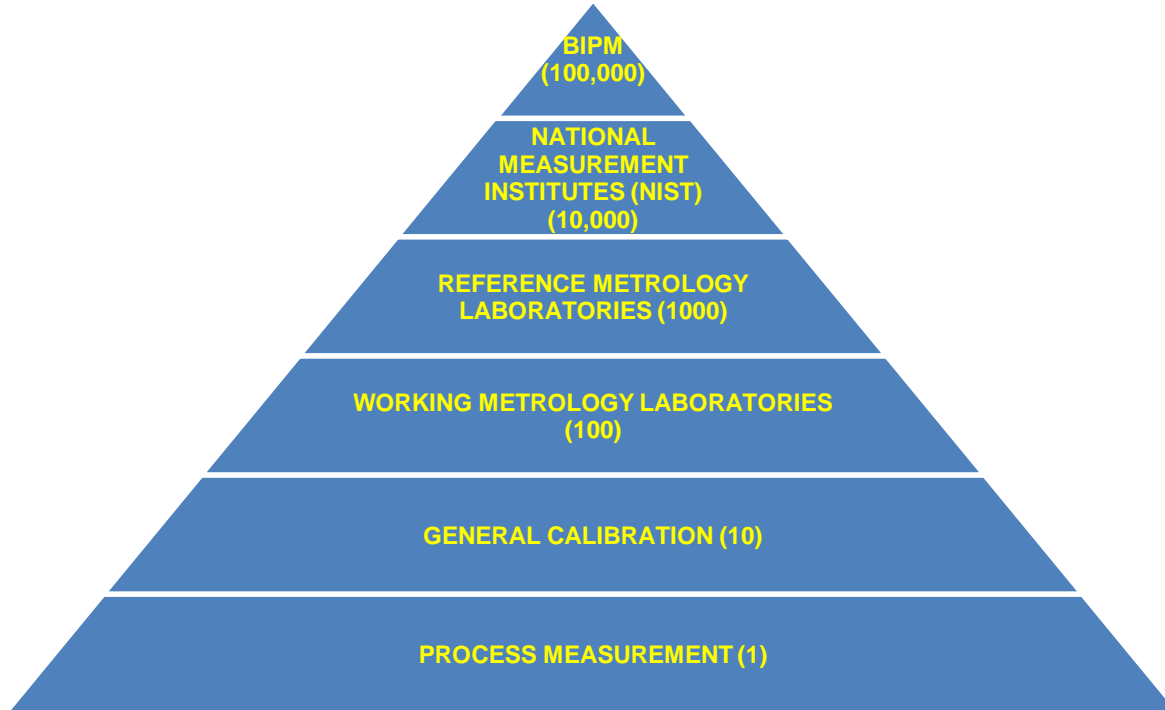 BIPM
(100,000)
NATIONAL
MEASUREMENT
INSTITUTES (NIST)
(10,000)
REFERENCE METROLOGY
LABORATORIES (1000)
WORKING METROLOGY LABORATORIES
(100)
GENERAL CALIBRATION (10)
PROCESS MEASUREMENT (1)